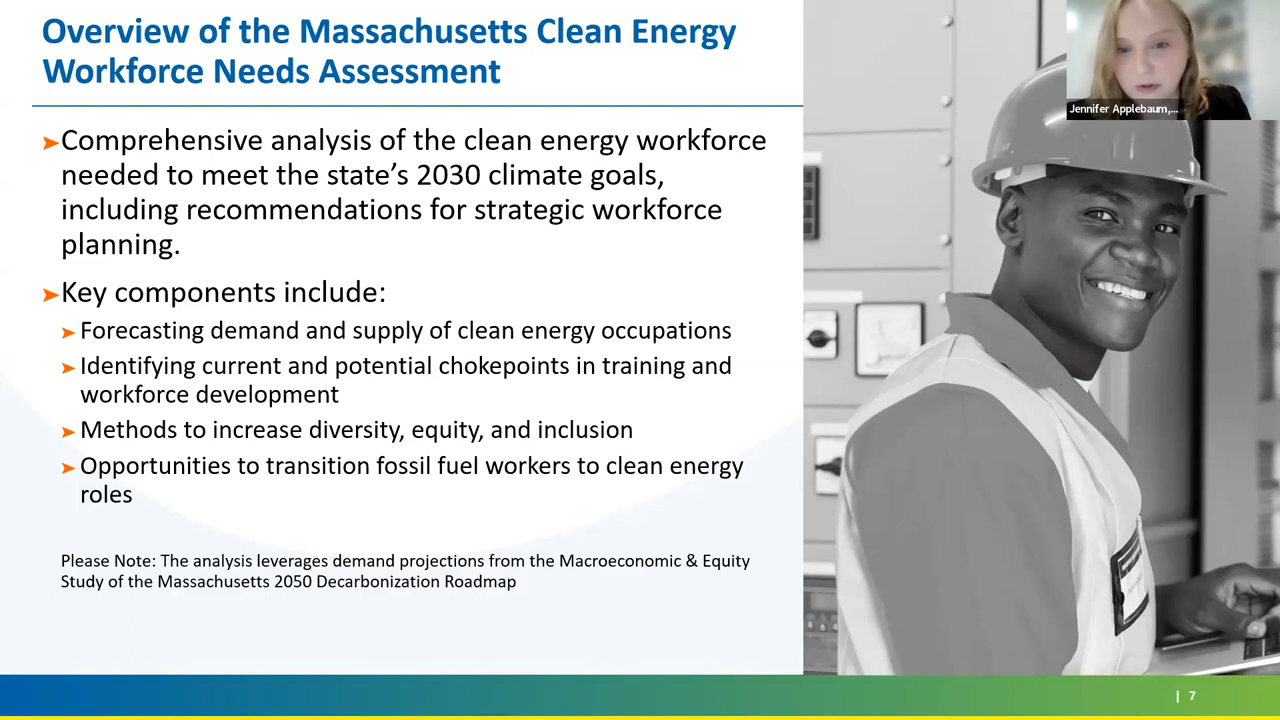 Overview of the Massachusetts Clean Energy
Workforce Needs Assessment
Jennifer Applebaum,...
➤Comprehensive analysis of the clean energy workforce
needed to meet the state’s 2030 climate goals,
including recommendations for strategic workforce
planning.
➤Key components include:
➤ Forecasting demand and supply of clean energy occupations
➤ Identifying current and potential chokepoints in training and
workforce development
➤ Methods to increase diversity, equity, and inclusion
➤ Opportunities to transition fossil fuel workers to clean energy
roles
Please Note: The analysis leverages demand projections from the Macroeconomic & Equity
Study of the Massachusetts 2050 Decarbonization Roadmap
| 7